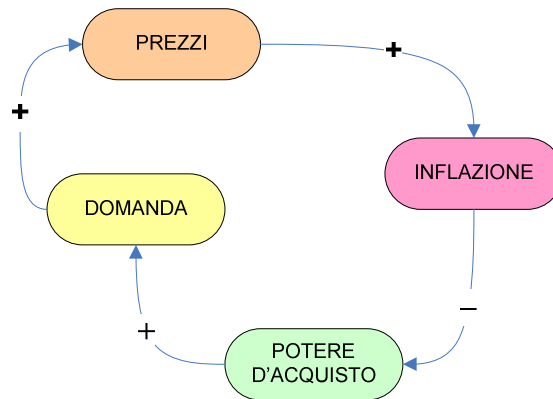 PREZZI
+
+
DOMANDA
INFLAZIONE
+
−
POTERE
D'ACQUISTO